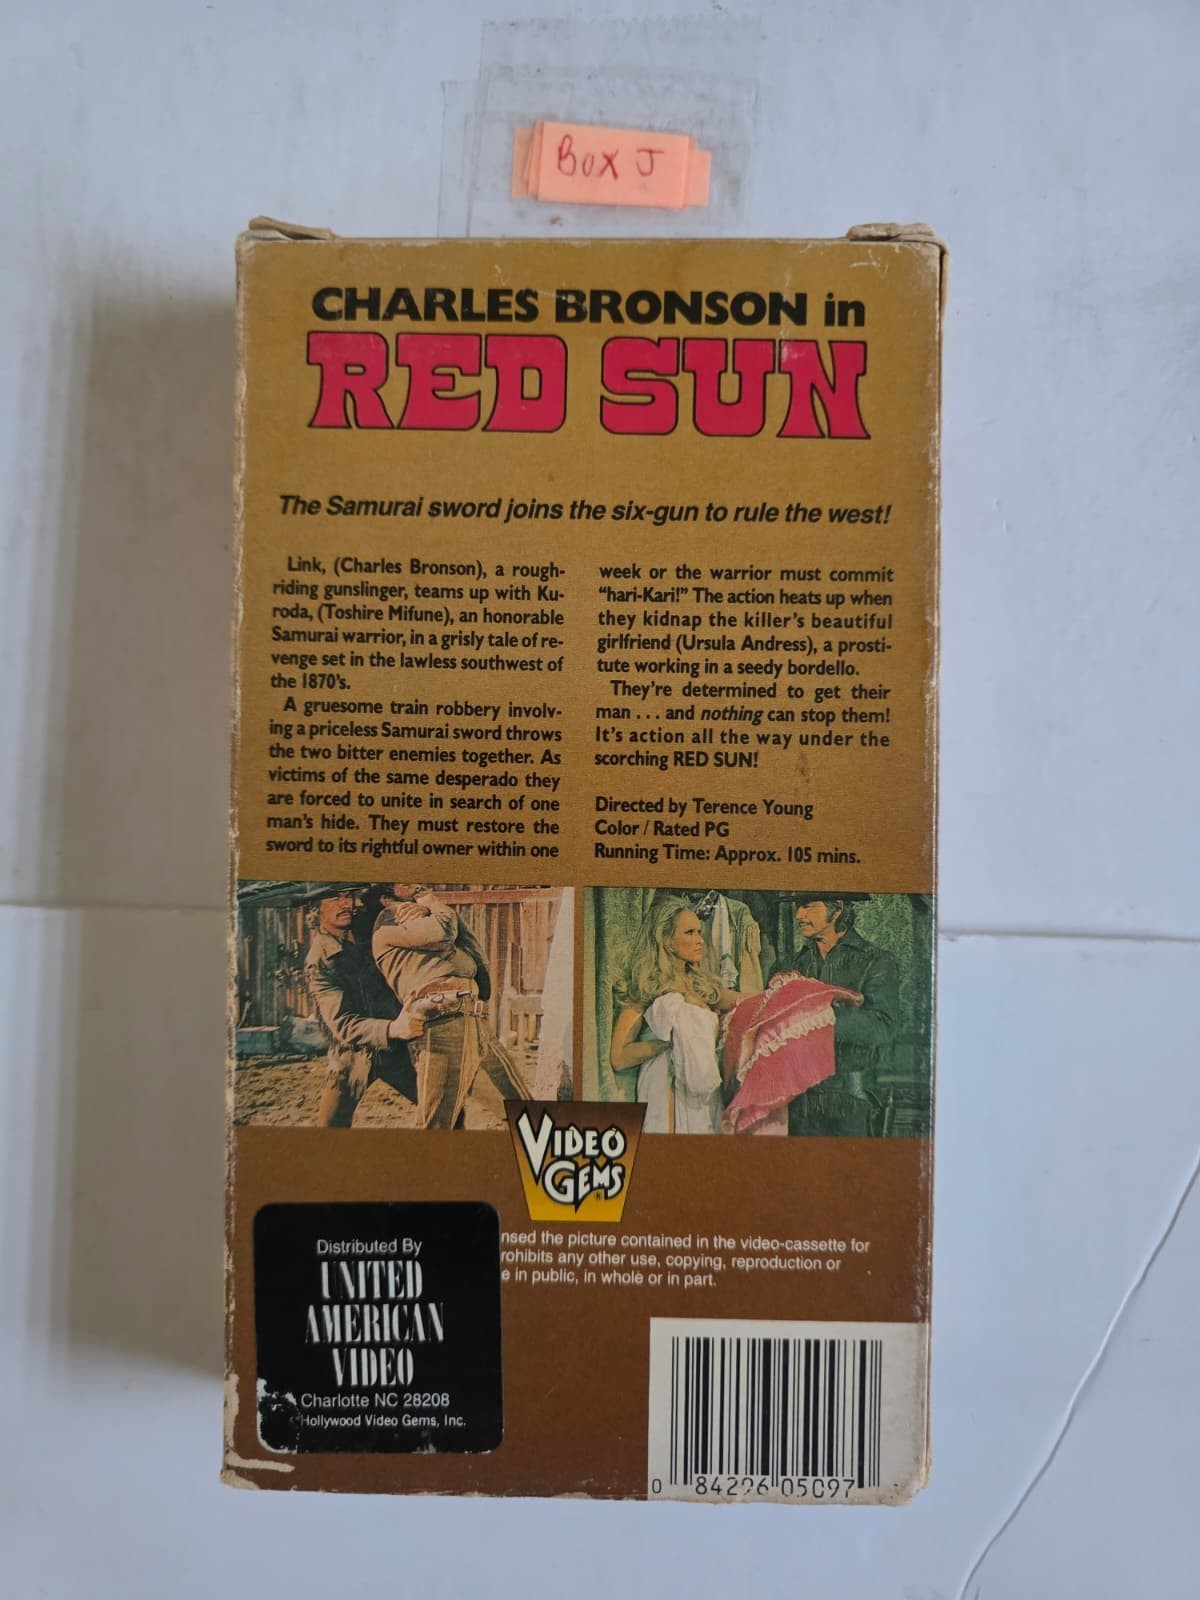 Box J
CHARLES BRONSON in
RED SUN
The Samurai sword joins the six-gun to rule the west!
Link, (Charles Bronson), a rough-
riding gunslinger, teams up with Ku-
roda, (Toshire Mifune), an honorable
Samurai warrior, in a grisly tale of re-
venge set in the lawless southwest of
the 1870's.
A gruesome train robbery involv-
ing a priceless Samurai sword throws
the two bitter enemies together. As
victims of the same desperado they
are forced to unite in search of one
man's hide. They must restore the
sword to its rightful owner within one
week or the warrior must commit
"hari-Kari!" The action heats up when
they kidnap the killer's beautiful
girlfriend (Ursula Andress), a prosti-
tute working in a seedy bordello.
They're determined to get their
man . . . and nothing can stop them!
It's action all the way under the
scorching RED SUN!
Directed by Terence Young
Color / Rated PG
Running Time: Approx. 105 mins.
VIDEO
GEMS
nsed the picture contained in the video-cassette for
rohibits any other use, copying, reproduction or
e in public, in whole or in part.
Distributed By
UNITED
AMERICAN
VIDEO
Charlotte NC 28208
Hollywood Video Gems, Inc.
0 84296 05097